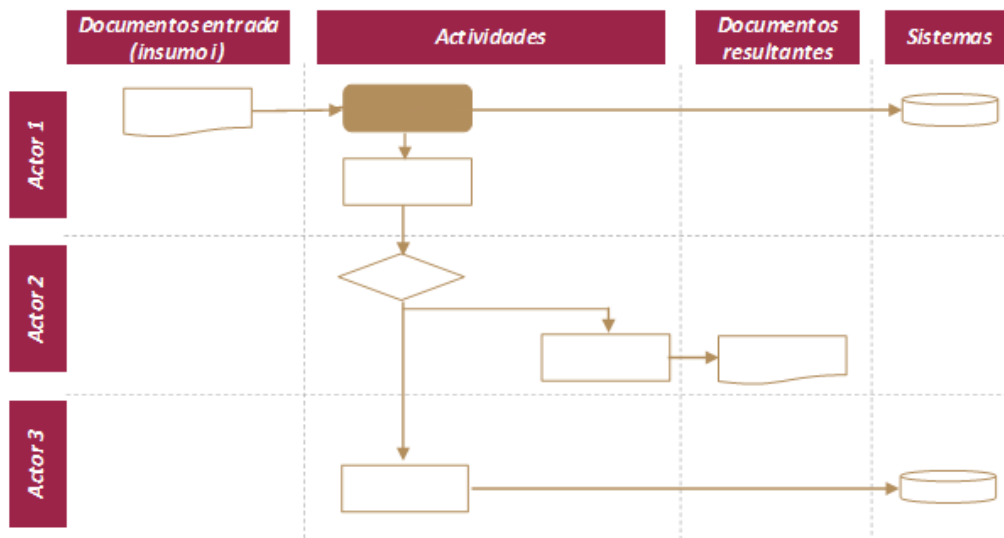 Documentos entrada
(insumo i)
Actividades
Documentos
resultantes
Sistemas
Actor 1
Actor 2
Actor 3